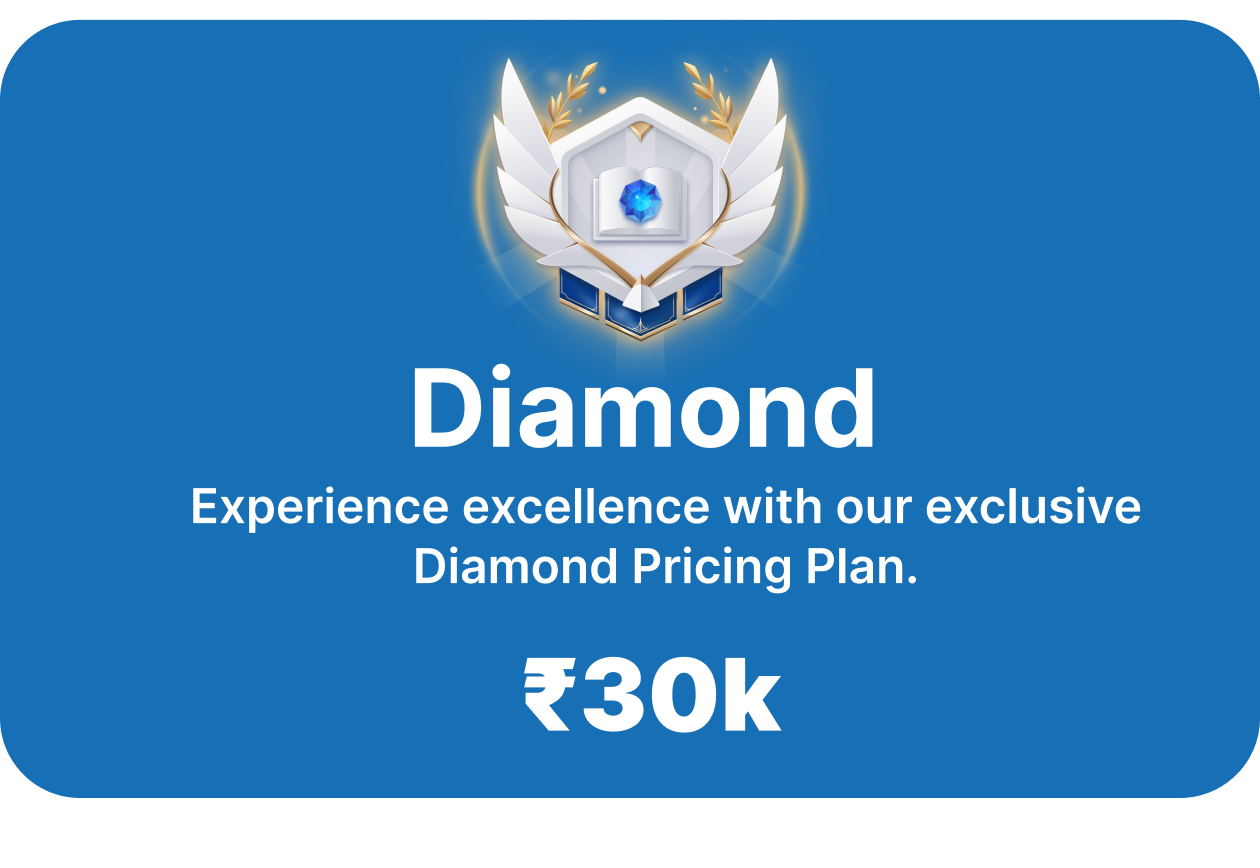 Diamond
Experience excellence with our exclusive
Diamond Pricing Plan.
₹30k